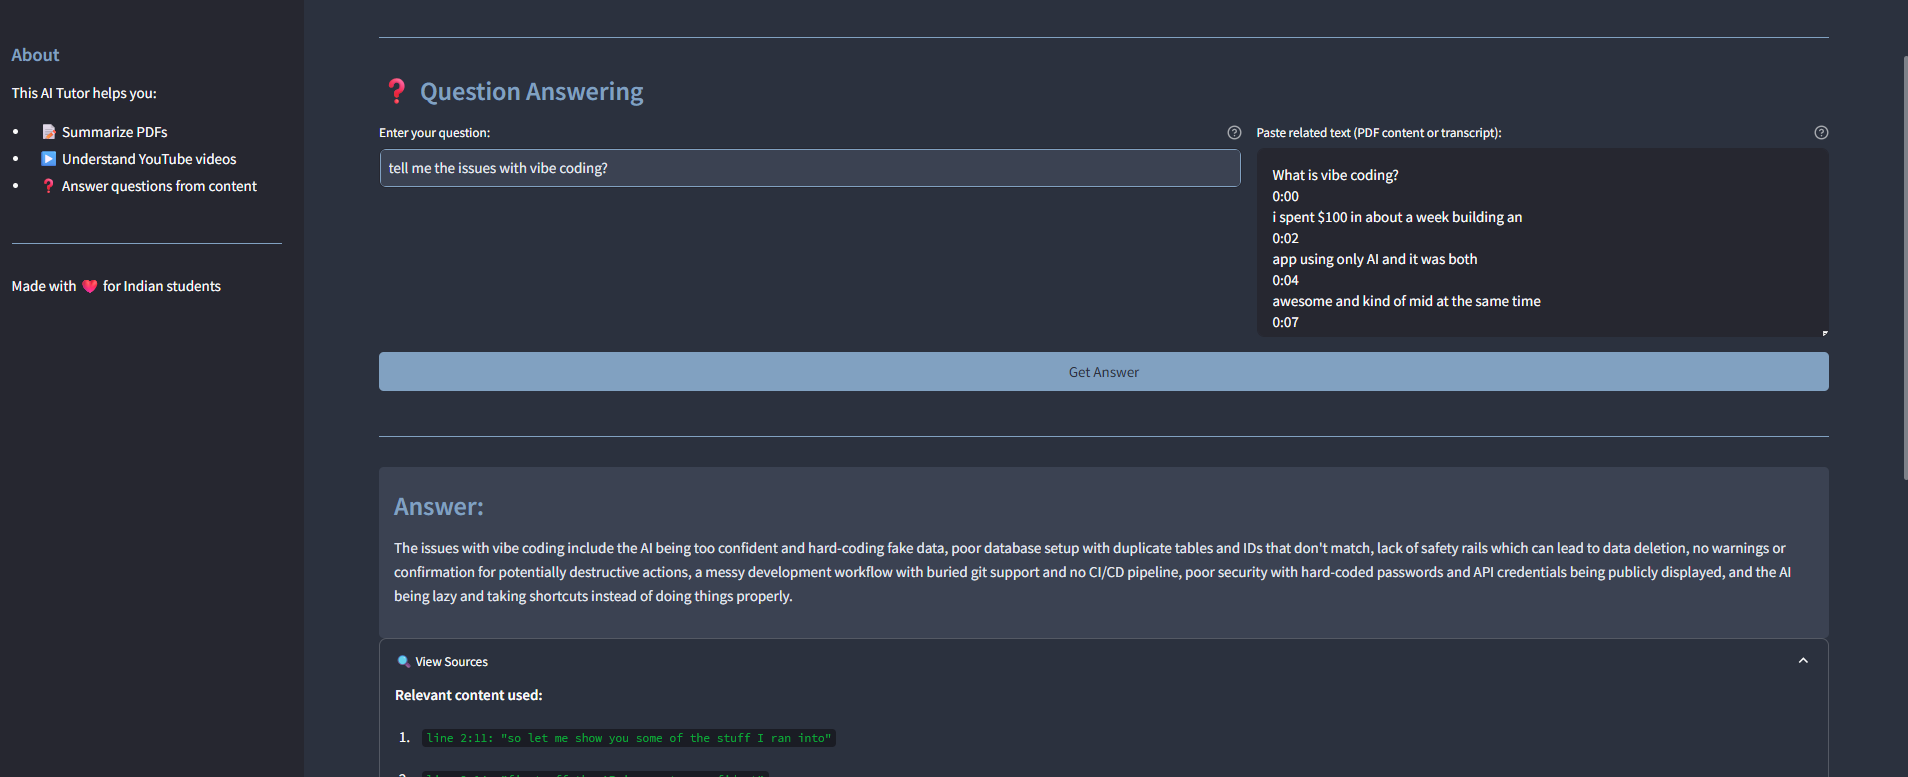 About
This AI Tutor helps you:
Summarize PDFs
Understand YouTube videos
Answer questions from content
Made with ❤️ for Indian students
❓ Question Answering
Enter your question:
tell me the issues with vibe coding?
Paste related text (PDF content or transcript):
What is vibe coding?
0:00
i spent $100 in about a week building an
0:02
app using only AI and it was both
0:04
awesome and kind of mid at the same time
0:07
Get Answer
Answer:
The issues with vibe coding include the AI being too confident and hard-coding fake data, poor database setup with duplicate tables and IDs that don't match, lack of safety rails which can lead to data deletion, no warnings or
confirmation for potentially destructive actions, a messy development workflow with buried git support and no CI/CD pipeline, poor security with hard-coded passwords and API credentials being publicly displayed, and the AI
being lazy and taking shortcuts instead of doing things properly.
View Sources
Relevant content used:
1. line 2:11: "so let me show you some of the stuff I ran into"